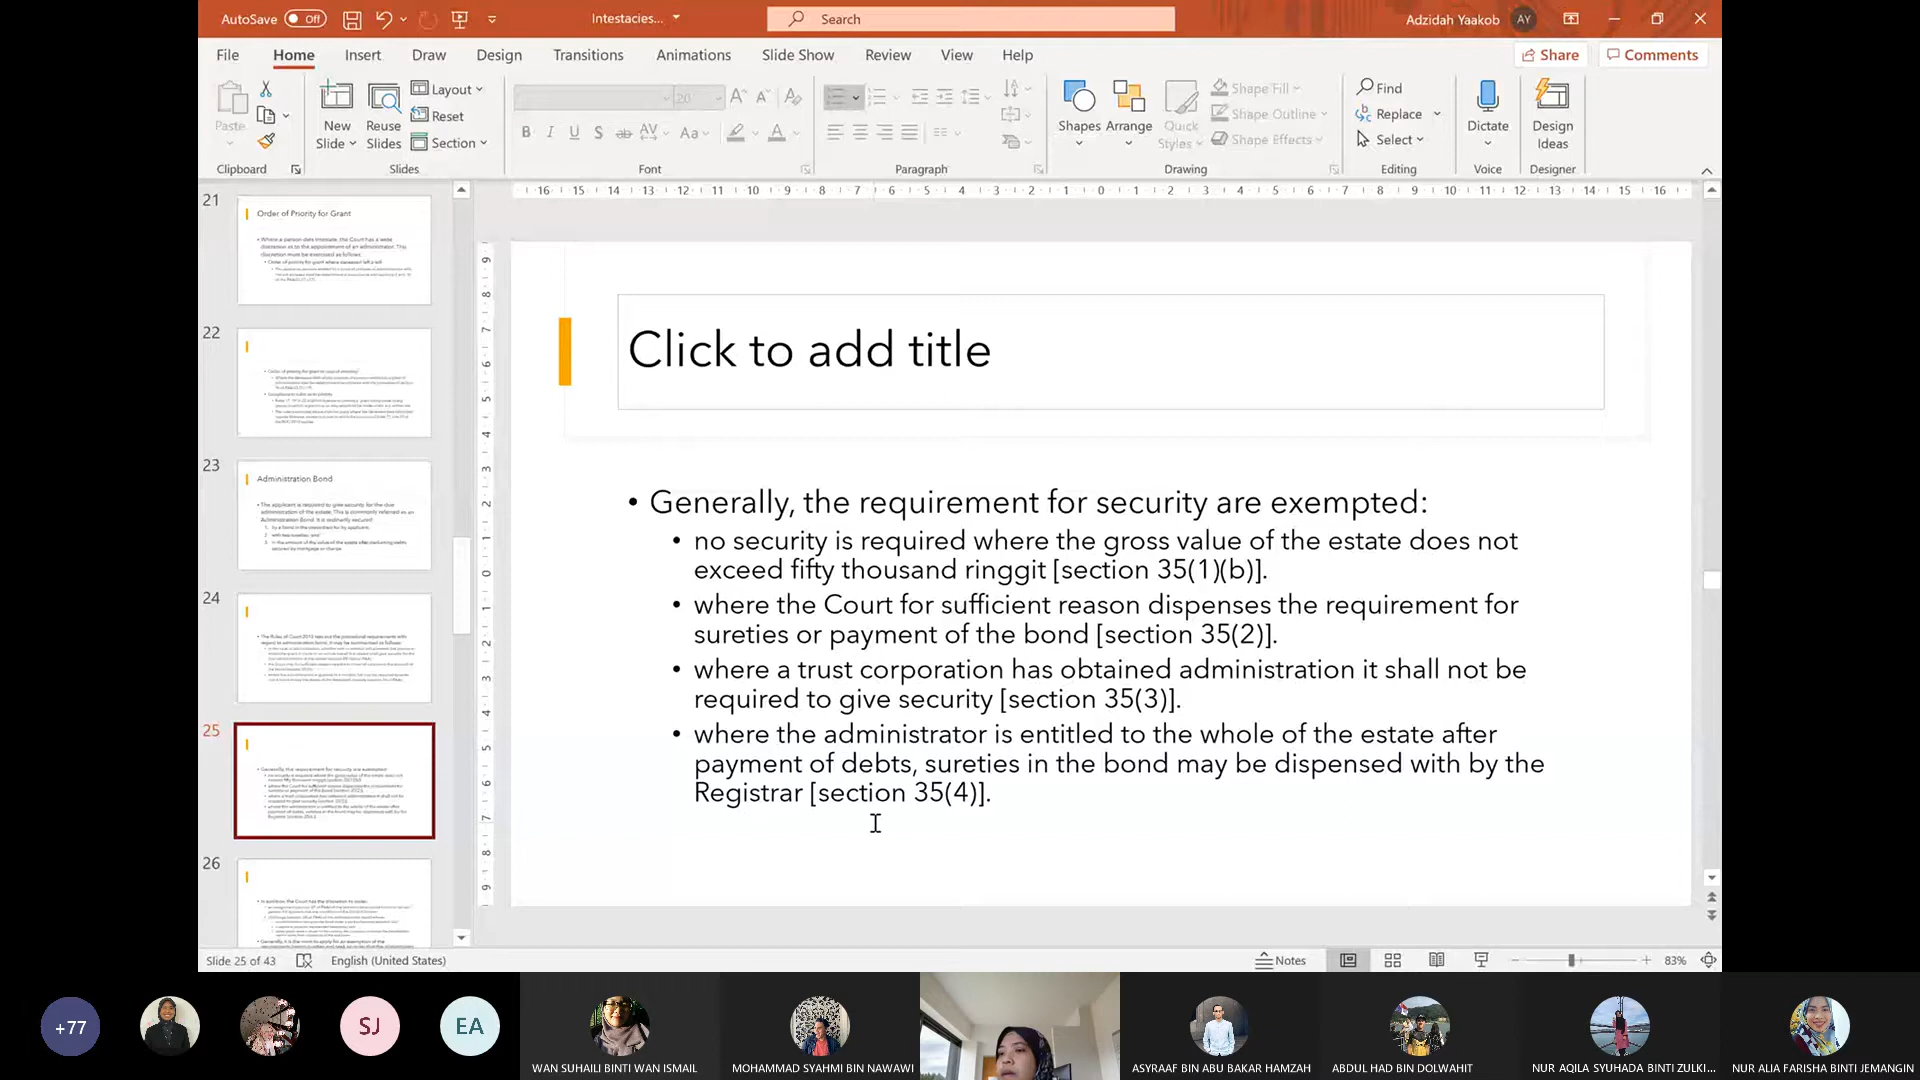 AutoSave Off
Intestacies...
Search
Adzidah Yaakob AY
File Home Insert Draw Design Transitions Animations Slide Show Review View Help
Share Comments
Paste
New Slide
Reuse Slides
Layout
Reset
Section
20
B I U S ab AV Aa A
Shapes Arrange Quick Styles
Shape Fill
Shape Outline
Shape Effects
Find
Replace
Select
Dictate
Design Ideas
Clipboard Slides Font Paragraph Drawing Editing Voice Designer
21
Order of Priority for Grant
22
23
Administration Bond
24
25
26
Click to add title
• Generally, the requirement for security are exempted:
• no security is required where the gross value of the estate does not
exceed fifty thousand ringgit [section 35(1)(b)].
• where the Court for sufficient reason dispenses the requirement for
sureties or payment of the bond [section 35(2)].
• where a trust corporation has obtained administration it shall not be
required to give security [section 35(3)].
• where the administrator is entitled to the whole of the estate after
payment of debts, sureties in the bond may be dispensed with by the
Registrar [section 35(4)].
Slide 25 of 43 English (United States)
Notes
83%
+77
SJ
EA
WAN SUHAILI BINTI WAN ISMAIL
MOHAMMAD SYAHMI BIN NAWAWI
ASYRAAF BIN ABU BAKAR HAMZAH
ABDUL HAD BIN DOLWAHIT
NUR AQILA SYUHADA BINTI ZULKI...
NUR ALIA FARISHA BINTI JEMANGIN